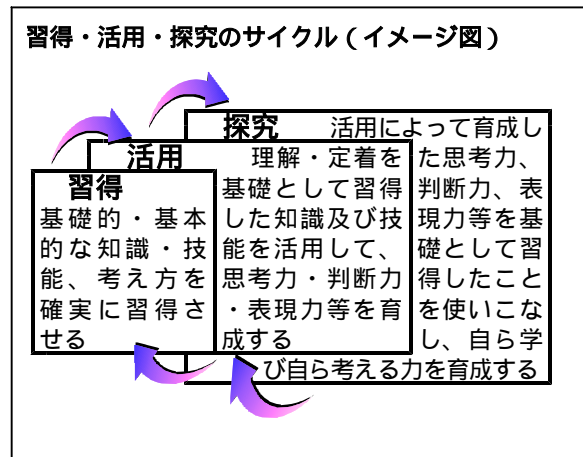 習得・活用・探究のサイクル(イメージ図)
習得
基礎的・基本
的な知識・技
能、考え方を
確実に習得さ
せる
活用
理解・定着を
基礎として習得
した知識及び技
能を活用して、
思考力・判断力
・表現力等を育
成する
探究 活用によって育成し
た思考力、
判断力、表
現力等を基
礎として習
得したこと
を使いこな
し、自ら学
び自ら考える力を育成する